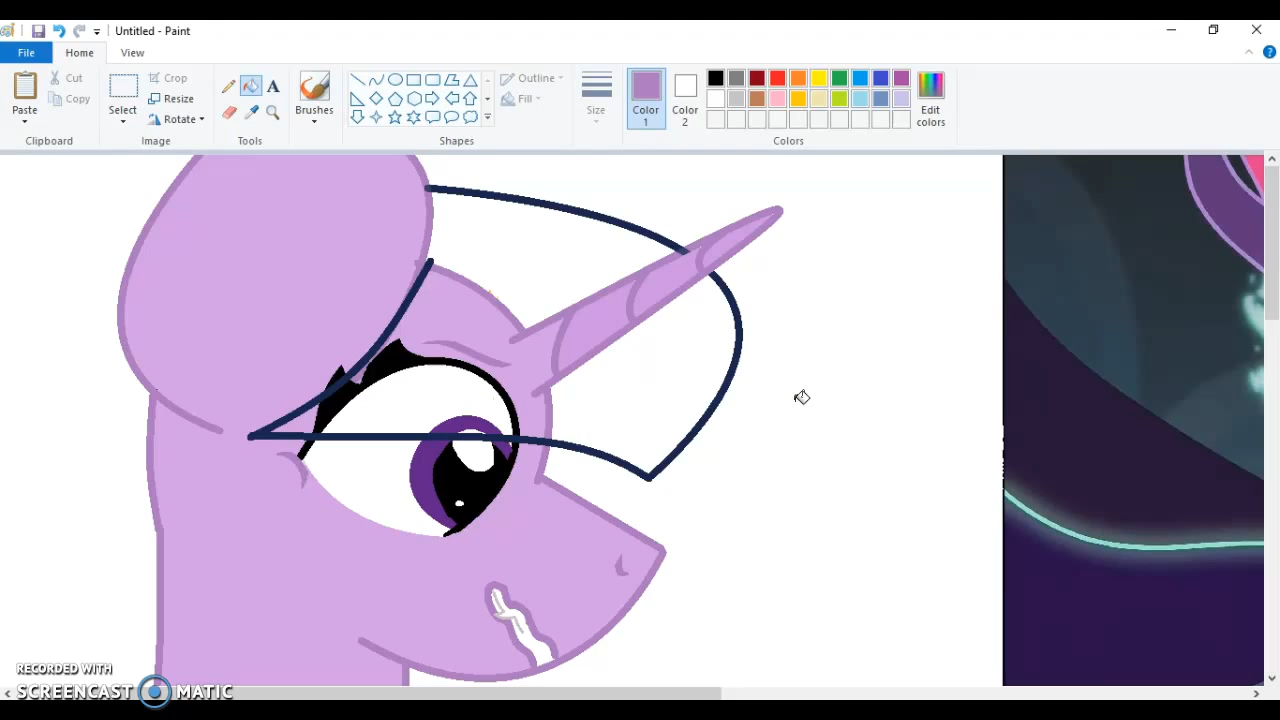 Untitled - Paint
File Home View
Paste
Cut
Copy
Clipboard
Select
Crop
Resize
Rotate
Image
A
Tools
Brushes
Outline
Fill
Shapes
Size
Color 1
Color 2
Edit colors
Colors
RECORDED WITH
SCREENCAST MATIC